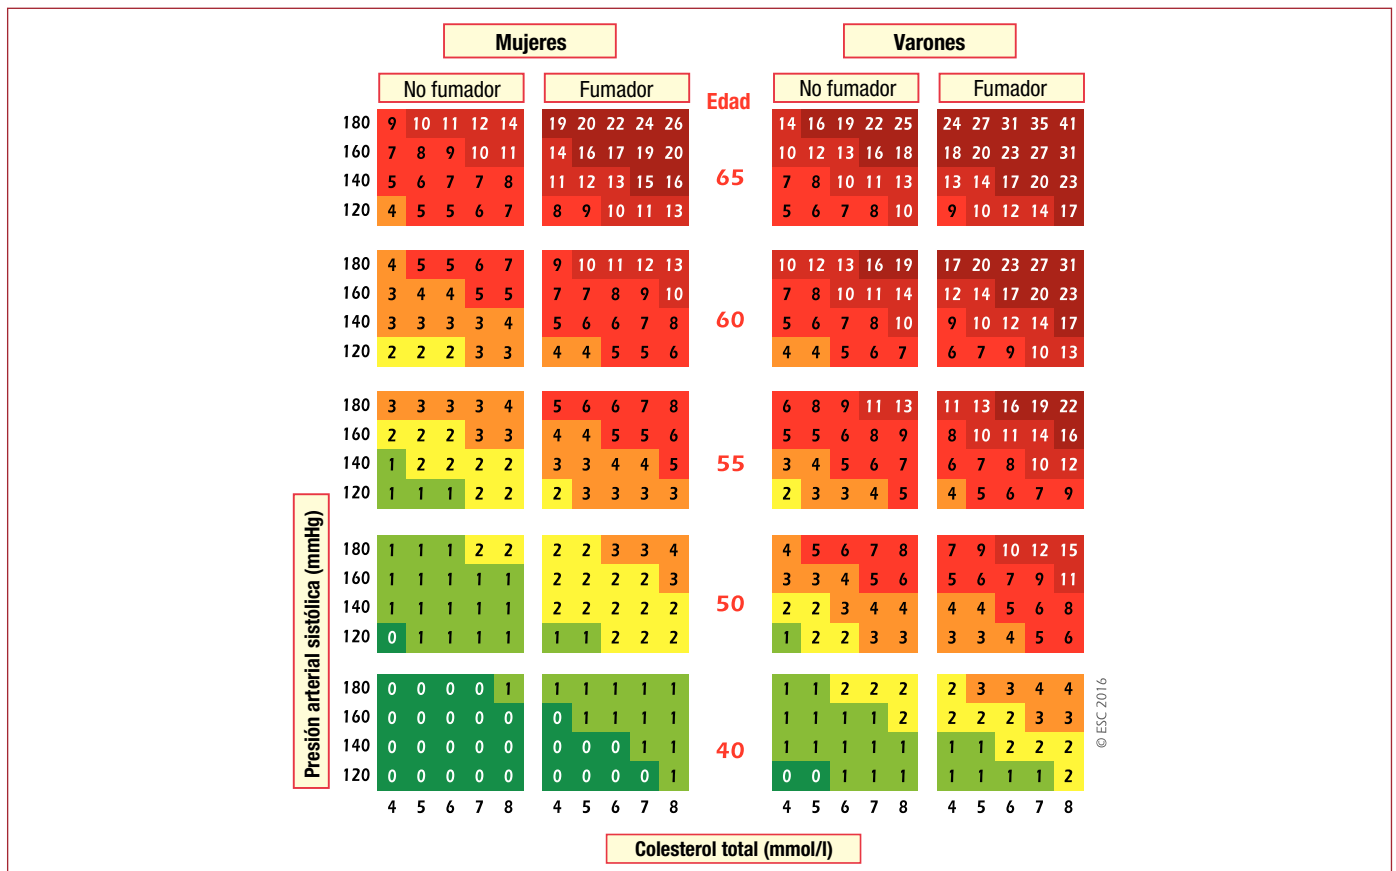 Mujeres Varones
No fumador Fumador Edad No fumador Fumador
180 9 10 11 12 14 19 20 22 24 26 14 16 19 22 25 24 27 31 35 41
160 7 8 9 10 11 14 16 17 19 20 10 12 13 16 18 18 20 23 27 31
65
140 5 6 7 7 8 11 12 13 15 16 7 8 10 11 13 13 14 17 20 23
120 4 5 5 6 7 8 9 10 11 13 5 6 7 8 10 9 10 12 14 17
180 4 5 5 6 7 9 10 11 12 13 10 12 13 16 19 17 20 23 27 31
160 3 4 4 5 5 7 7 8 9 10 7 8 10 11 14 12 14 17 20 23
60
140 3 3 3 3 4 5 6 6 7 8 5 6 7 8 10 9 10 12 14 17
120 2 2 2 3 3 4 4 5 5 6 4 4 5 6 7 6 7 9 10 13
180 3 3 3 3 4 5 6 6 7 8 6 8 9 11 13 11 13 16 19 22
160 2 2 2 3 3 4 4 5 5 6 5 5 6 8 9 8 10 11 14 16
55
140 1 2 2 2 2 3 3 4 4 5 3 4 5 6 7 6 7 8 10 12
120 1 1 1 2 2 2 3 3 3 3 2 3 3 4 5 4 5 6 7 9
180 1 1 1 2 2 2 2 3 3 4 4 5 6 7 8 7 9 10 12 15
160 1 1 1 1 1 2 2 2 2 3 3 3 4 5 6 5 6 7 9 11
50
140 1 1 1 1 1 2 2 2 2 2 2 2 3 4 4 4 4 5 6 8
120 0 1 1 1 1 1 1 2 2 2 1 2 2 3 3 3 3 4 5 6
180 0 0 0 0 1 1 1 1 1 1 1 1 2 2 2 2 3 3 4 4
160 0 0 0 0 0 0 1 1 1 1 1 1 1 1 2 2 2 2 3 3
40
140 0 0 0 0 0 0 0 0 1 1 1 1 1 1 1 1 1 2 2 2
120 0 0 0 0 0 0 0 0 0 1 0 0 1 1 1 1 1 1 1 2
4 5 6 7 8 4 5 6 7 8 4 5 6 7 8 4 5 6 7 8
Presión arterial sistólica (mmHg)
Colesterol total (mmol/l)
© ESC 2016